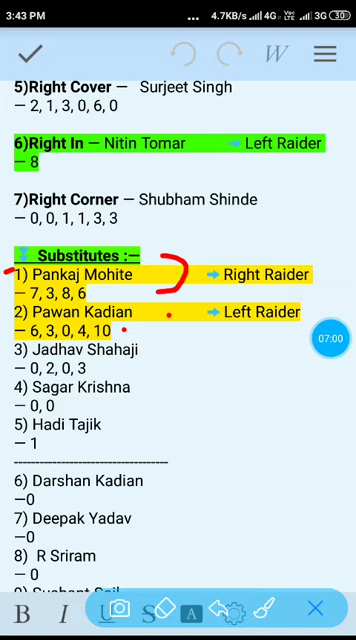 3:43 PM
4.7KB/s 4G VoLTE 3G 30
W
5)Right Cover — Surjeet Singh
— 2, 1, 3, 0, 6, 0
6)Right In — Nitin Tomar ➡ Left Raider
— 8
7)Right Corner — Shubham Shinde
— 0, 0, 1, 1, 3, 3
Substitutes :—
1) Pankaj Mohite ➡ Right Raider
— 7, 3, 8, 6
2) Pawan Kadian ➡ Left Raider
— 6, 3, 0, 4, 10
07:00
3) Jadhav Shahaji
— 0, 2, 0, 3
4) Sagar Krishna
— 0, 0
5) Hadi Tajik
— 1
------------------------------------
6) Darshan Kadian
—0
7) Deepak Yadav
—0
8) R Sriram
— 0
9) Sushant Sail
B I U S A